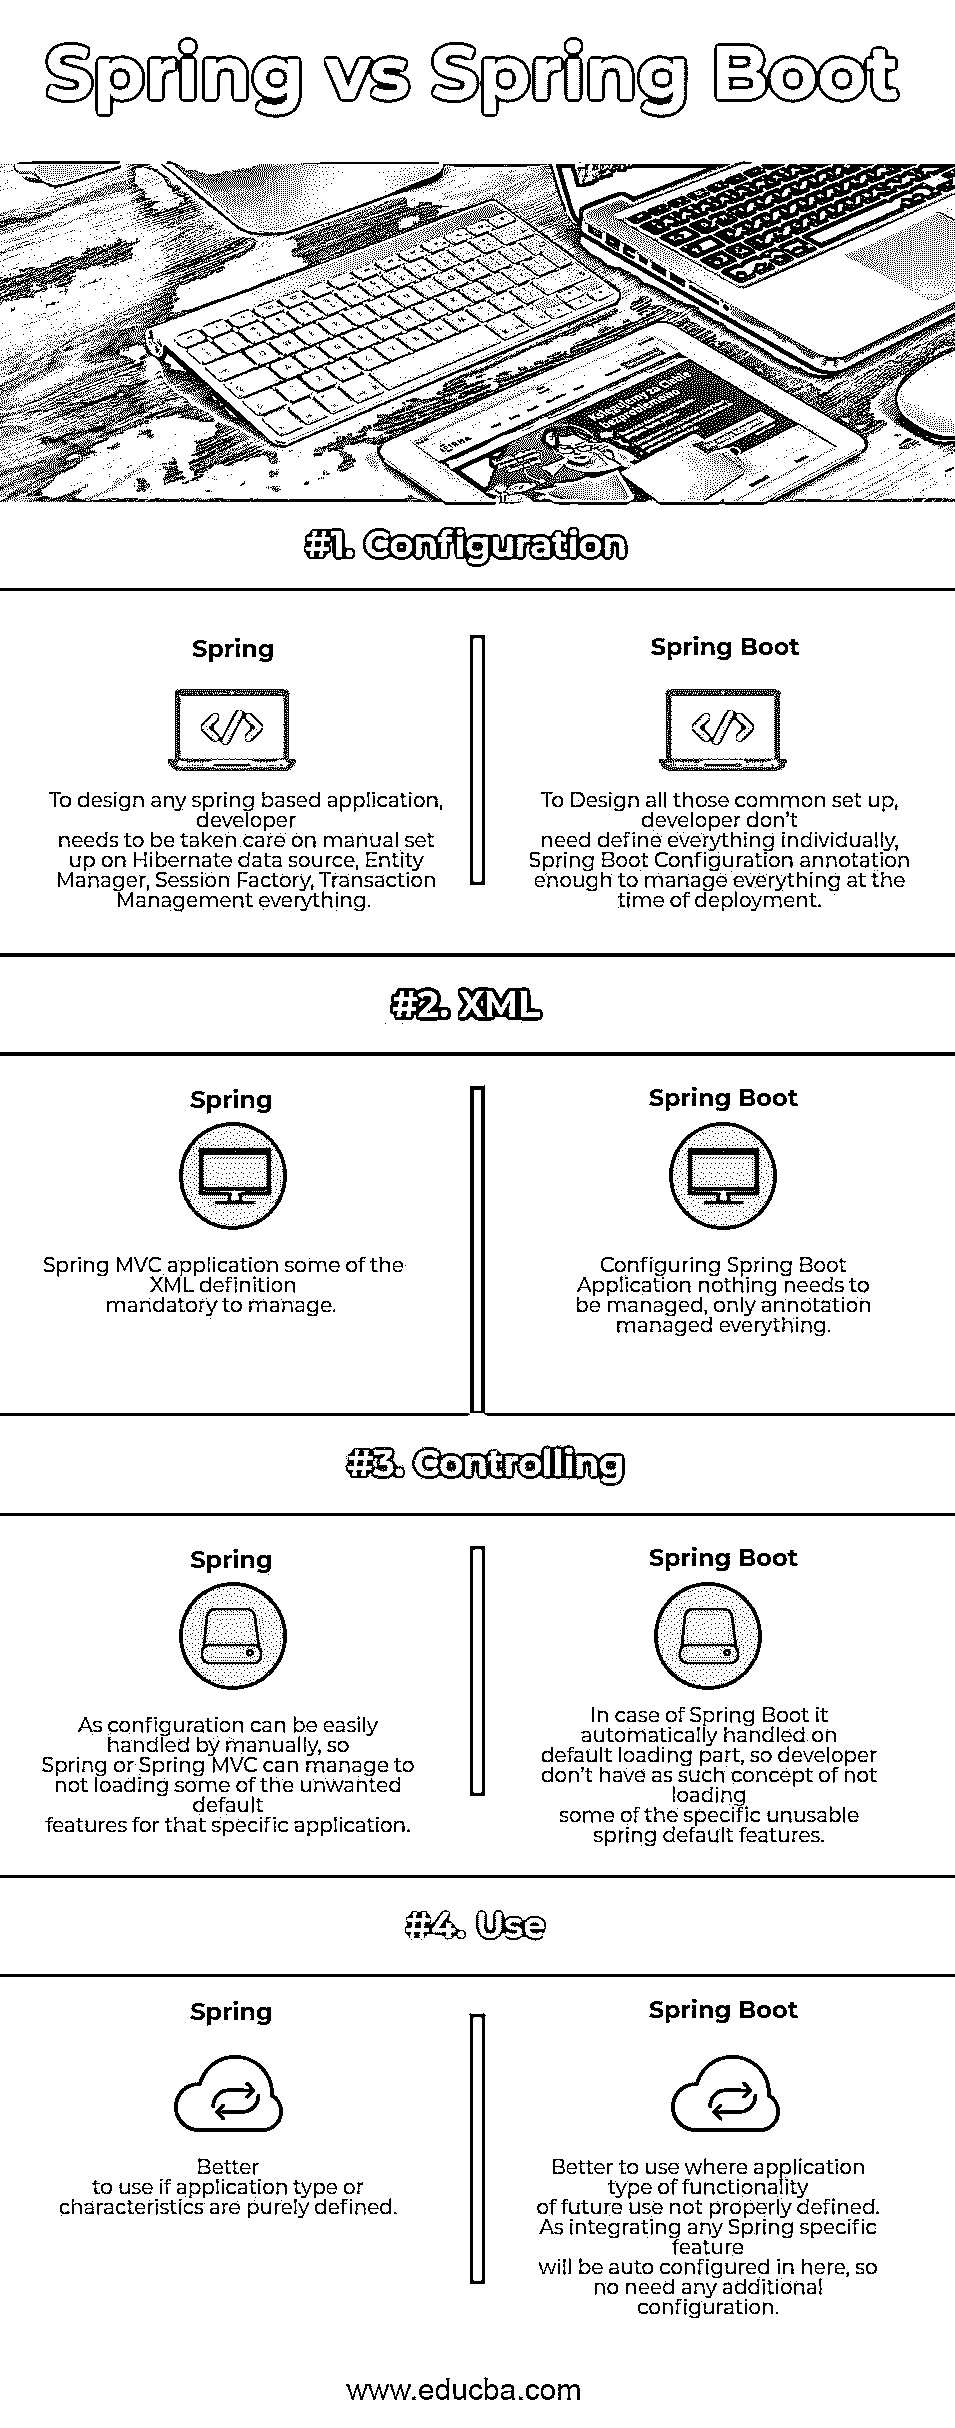 Spring vs Spring Boot
#1. Configuration
Spring
To design any spring based application,
developer
needs to be taken care on manual set
up on Hibernate data source, Entity
Manager, Session Factory, Transaction
Management everything.
Spring Boot
To Design all those common set up,
developer don't
need define everything individually,
Spring Boot Configuration annotation
enough to manage everything at the
time of deployment.
#2. XML
Spring
Spring MVC application some of the
XML definition
mandatory to manage.
Spring Boot
Configuring Spring Boot
Application nothing needs to
be managed, only annotation
managed everything.
#3. Controlling
Spring
As configuration can be easily
handled by manually, so
Spring or Spring MVC can manage to
not loading some of the unwanted
default
features for that specific application.
Spring Boot
In case of Spring Boot it
automatically handled on
default loading part, so developer
don't have as such concept of not
loading
some of the specific unusable
spring default features.
#4. Use
Spring
Better
to use if application type or
characteristics are purely defined.
Spring Boot
Better to use where application
type of functionality
of future use not properly defined.
As integrating any Spring specific
feature
will be auto configured in here, so
no need any additional
configuration.
www.educba.com